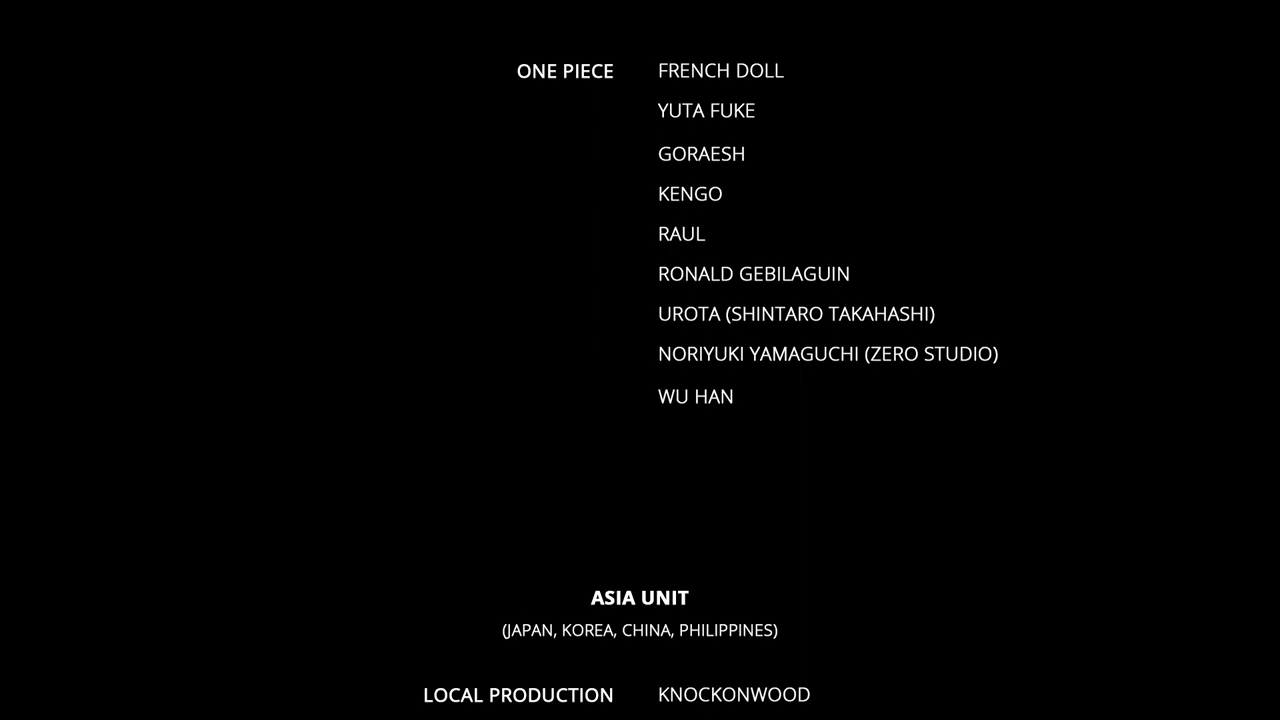 ONE PIECE FRENCH DOLL
YUTA FUKE
GORAESH
KENGO
RAUL
RONALD GEBILAGUIN
UROTA (SHINTARO TAKAHASHI)
NORIYUKI YAMAGUCHI (ZERO STUDIO)
WU HAN
ASIA UNIT
(JAPAN, KOREA, CHINA, PHILIPPINES)
LOCAL PRODUCTION KNOCKONWOOD